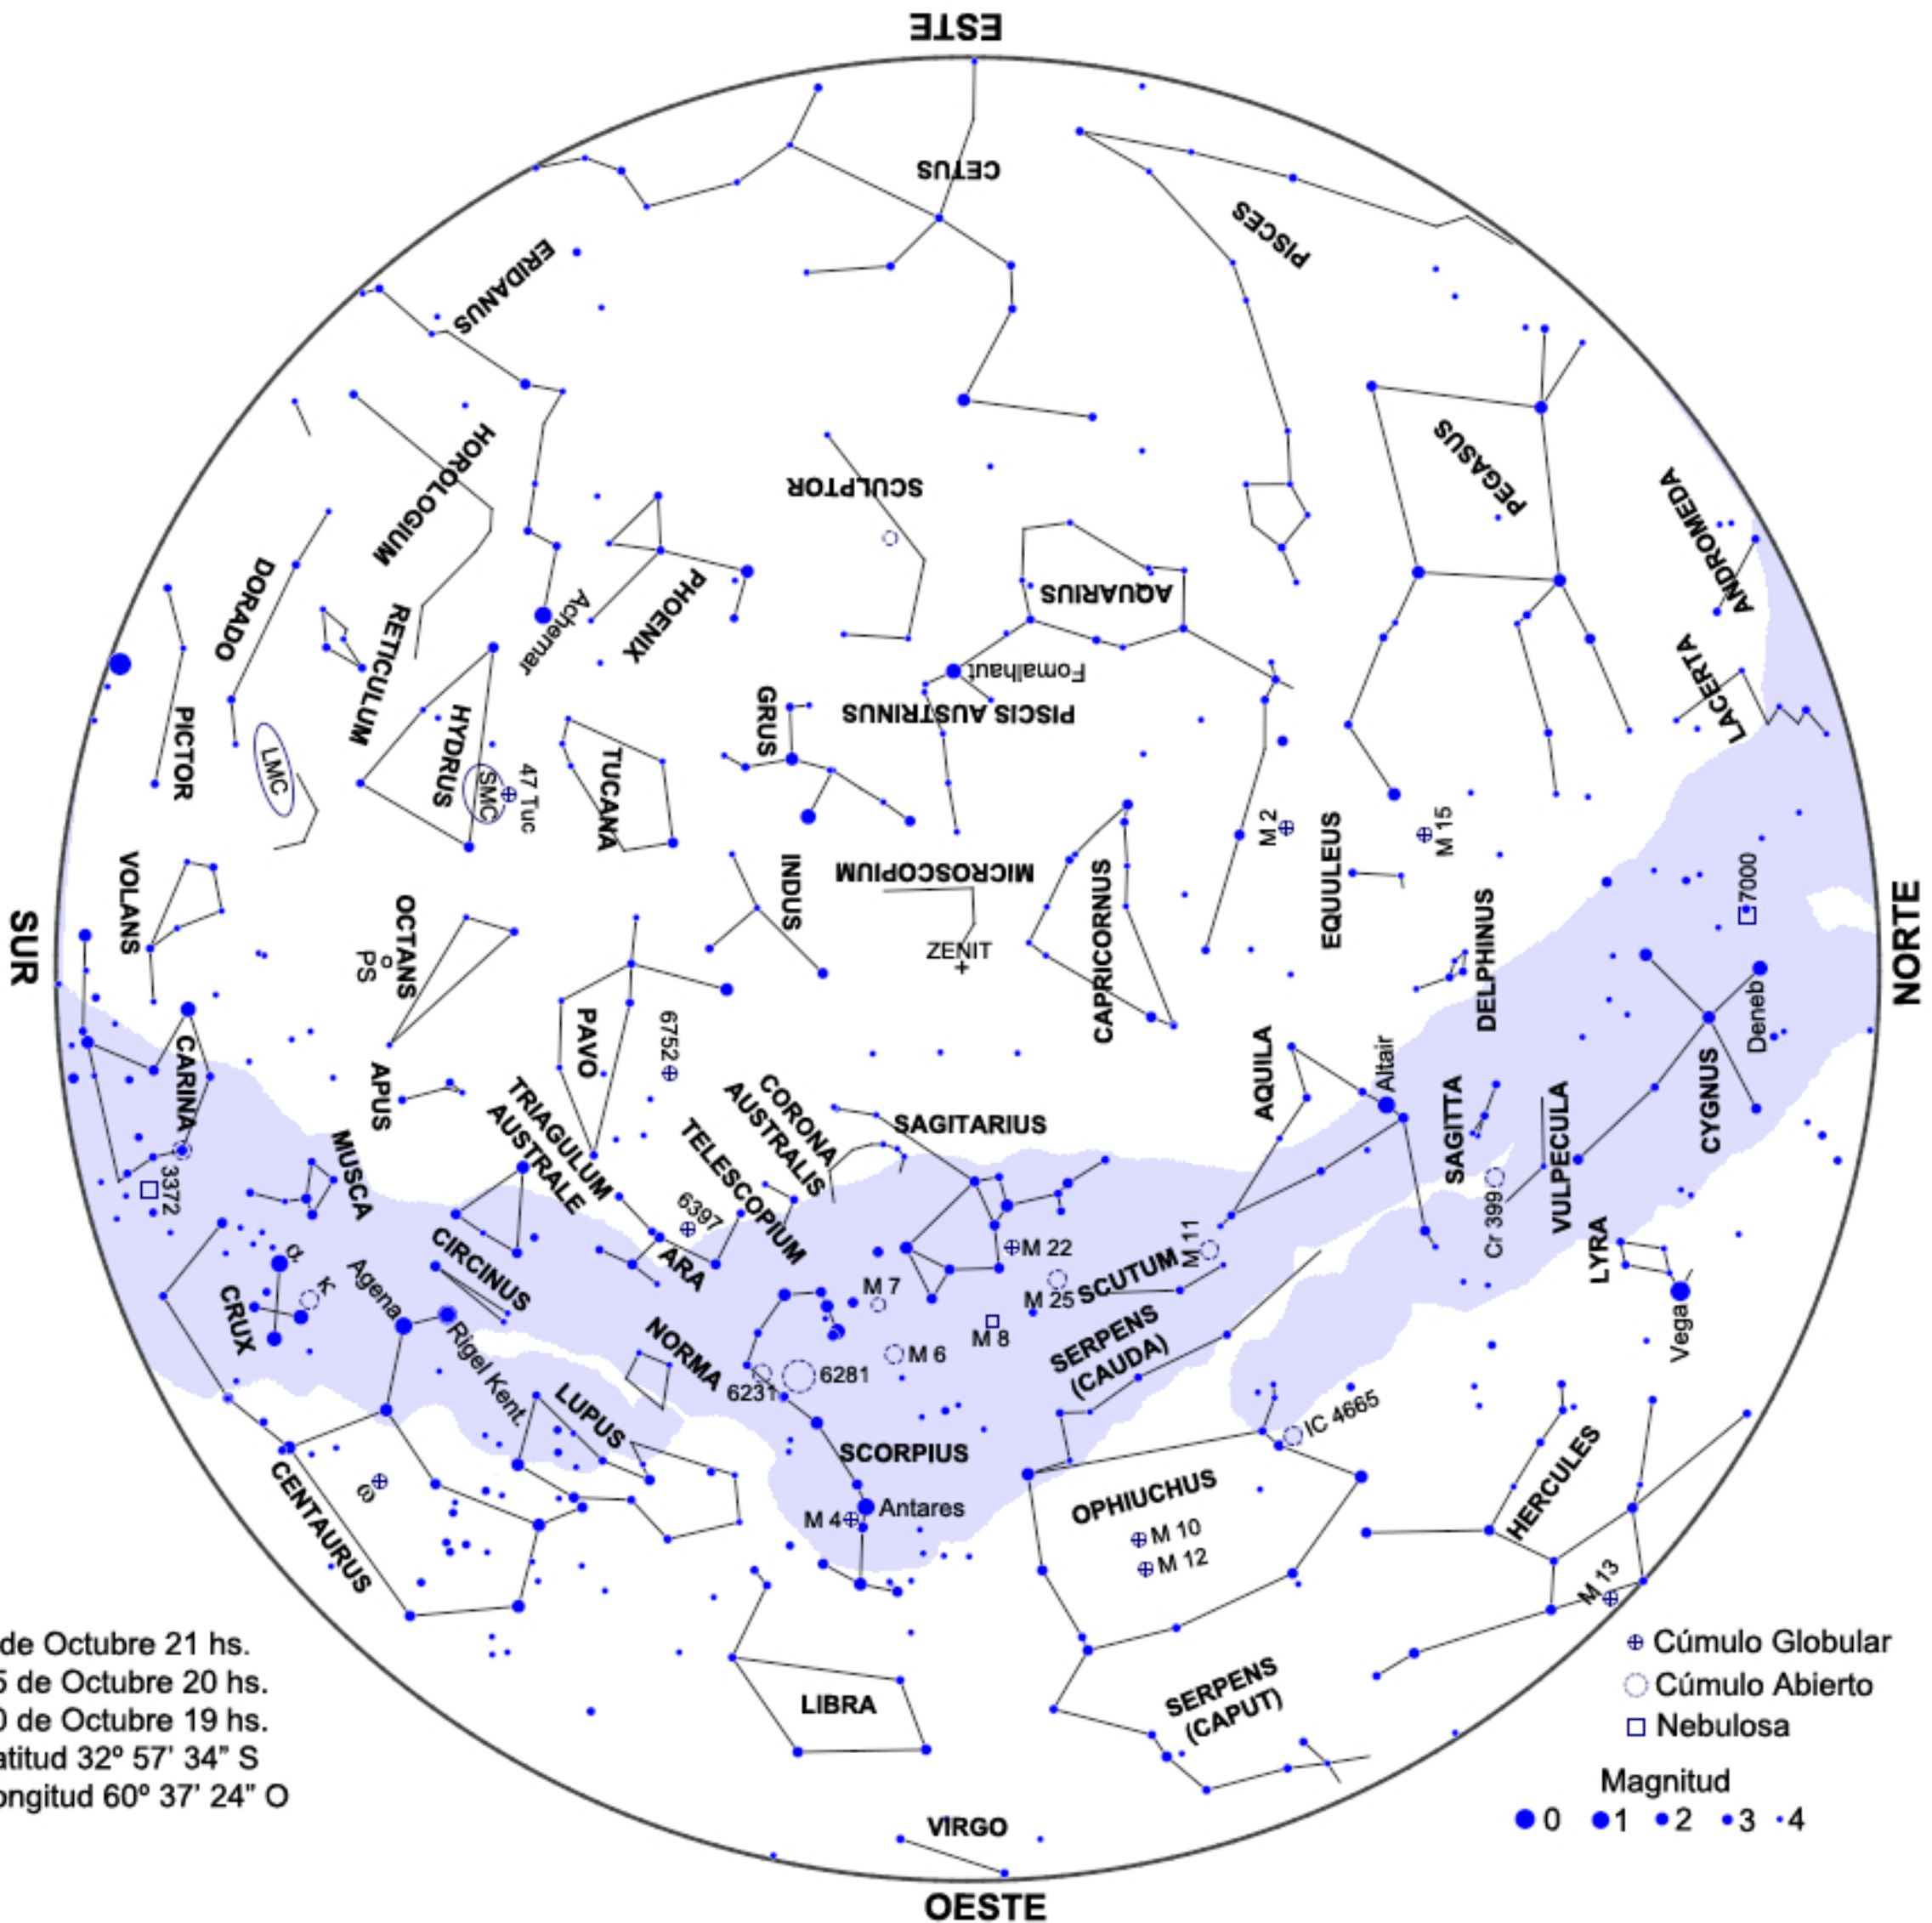 ESTE
CETUS
PISCES
ERIDANUS
PEGASUS
HOROLOGIUM
SCULPTOR
ANDROMEDA
DORADO
RETICULUM
Achernar
PHOENIX
AQUARIUS
LACERTA
Fomalhaut
PISCIS AUSTRINUS
GRUS
PICTOR
LMC
HYDRUS
SMC
47 Tuc
TUCANA
M 2
EQUULEUS
M 15
VOLANS
OCTANS
PS
INDUS
MICROSCOPIUM
ZENIT
+
CAPRICORNUS
DELPHINUS
7000
SUR
NORTE
CARINA
APUS
PAVO
6752
AQUILA
Altair
SAGITTA
VULPECULA
CYGNUS
Deneb
3372
MUSCA
TRIAGULUM
AUSTRALE
TELESCOPIUM
CORONA
AUSTRALIS
SAGITARIUS
6397
ARA
CIRCINUS
M 22
M 11
M 7
M 25
SCUTUM
Cr 399
LYRA
Vega
α
κ
CRUX
Agena
Rigel Kent.
NORMA
M 8
M 6
6231
6281
SERPENS
(CAUDA)
LUPUS
IC 4665
SCORPIUS
CENTAURUS
ω
M 4
Antares
OPHIUCHUS
M 10
M 12
HERCULES
M 13
LIBRA
SERPENS
(CAPUT)
VIRGO
OESTE
de Octubre 21 hs.
5 de Octubre 20 hs.
0 de Octubre 19 hs.
atitud 32º 57' 34" S
ongitud 60º 37' 24" O
Cúmulo Globular
Cúmulo Abierto
Nebulosa
Magnitud
0 1 2 3 4